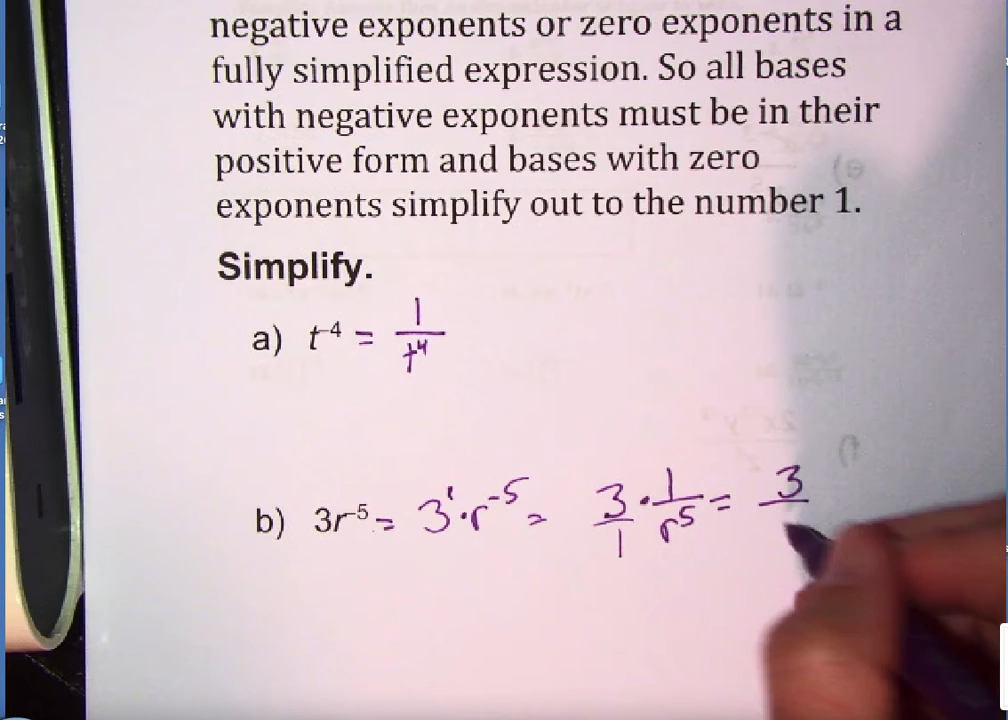 negative exponents or zero exponents in a
fully simplified expression. So all bases
with negative exponents must be in their
positive form and bases with zero
exponents simplify out to the number 1.
Simplify.
a) t⁻⁴ = 1/t⁴
b) 3r⁻⁵ = 3¹·r⁻⁵ = 3/1 · 1/r⁵ = 3/